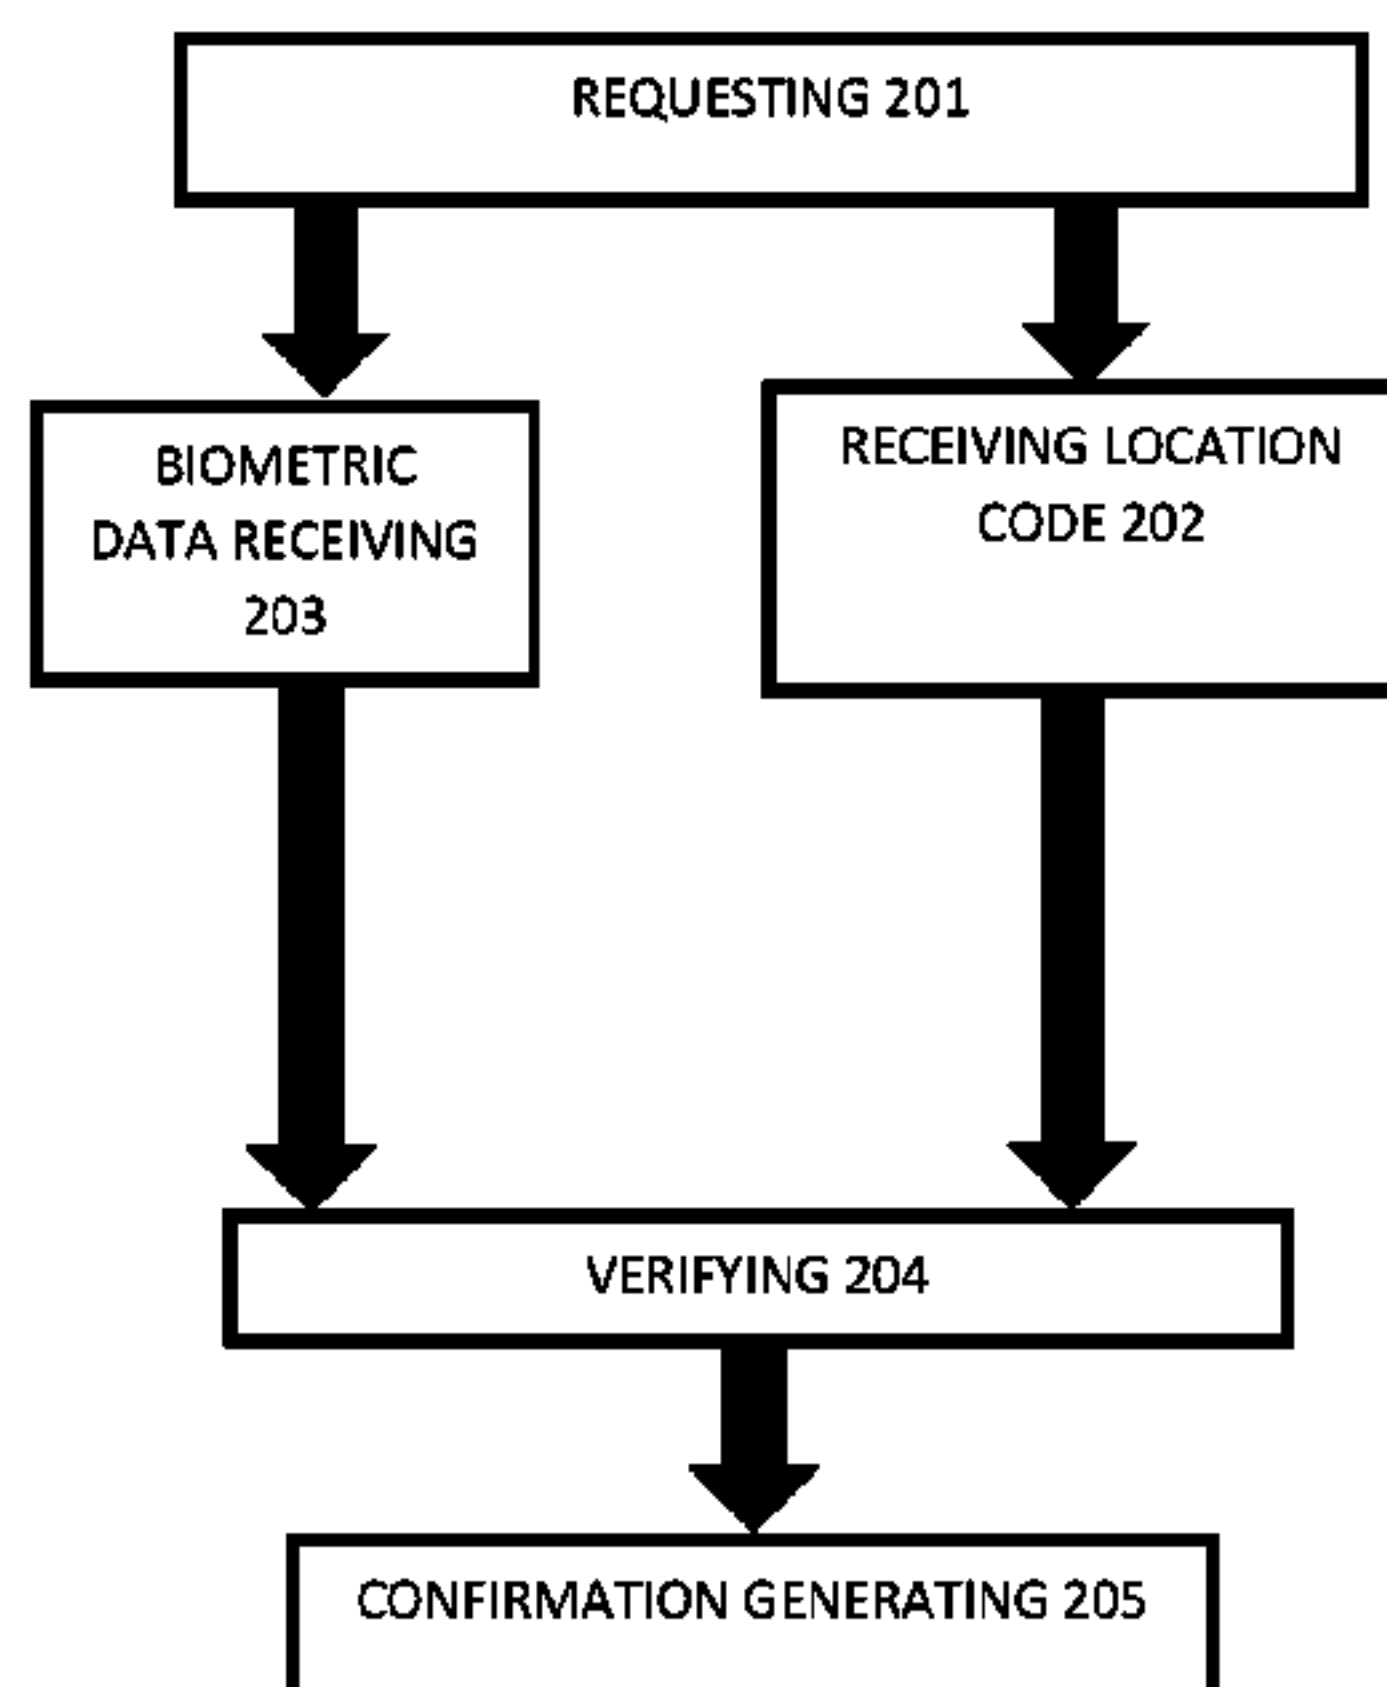 REQUESTING 201
BIOMETRIC
DATA RECEIVING
203
RECEIVING LOCATION
CODE 202
VERIFYING 204
CONFIRMATION GENERATING 205